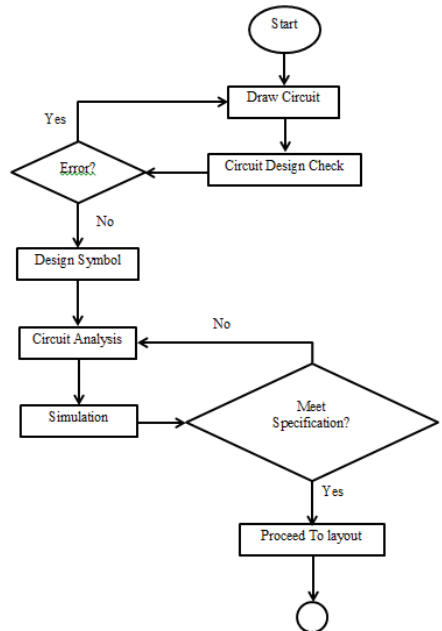 Start
Draw Circuit
Yes
Circuit Design Check
Error?
No
Design Symbol
No
Circuit Analysis
Simulation
Meet
Specification?
Yes
Proceed To layout